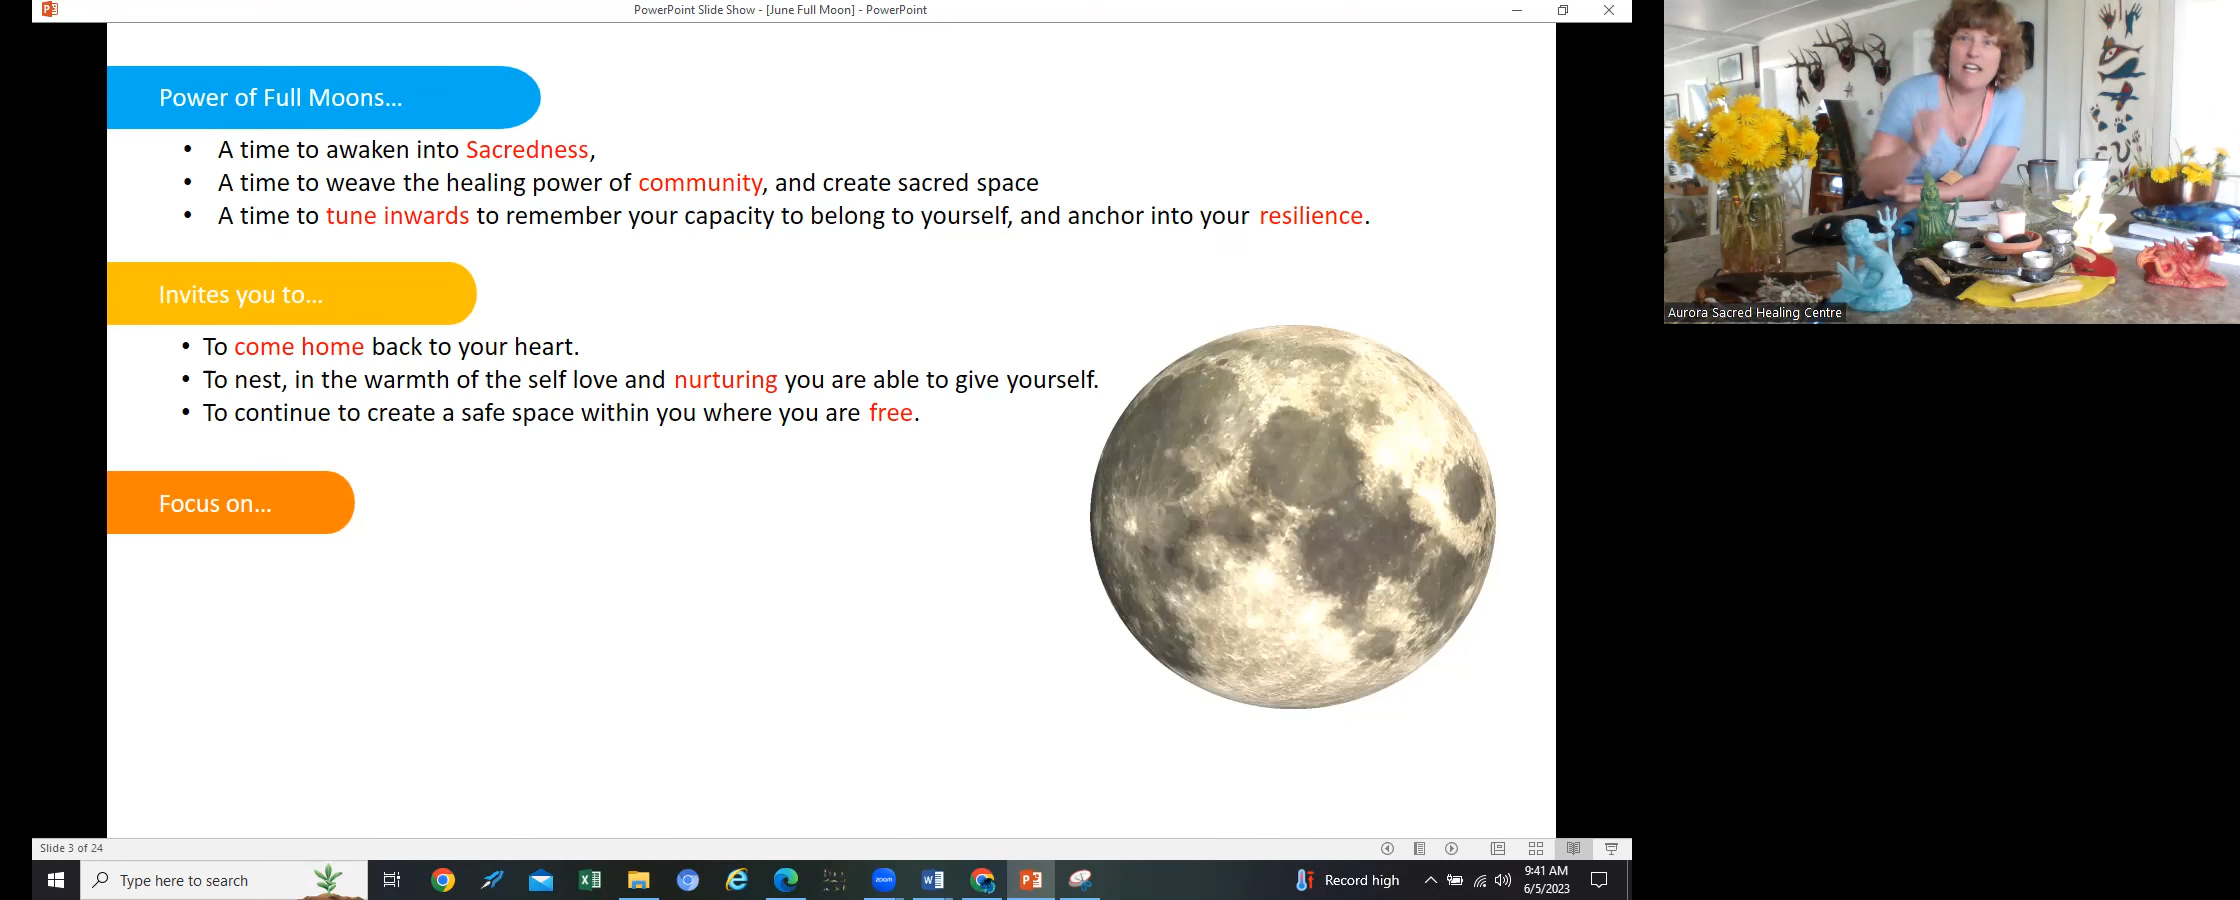 PowerPoint Slide Show - [June Full Moon] - PowerPoint
Power of Full Moons...
• A time to awaken into Sacredness,
• A time to weave the healing power of community, and create sacred space
• A time to tune inwards to remember your capacity to belong to yourself, and anchor into your resilience.
Invites you to...
• To come home back to your heart.
• To nest, in the warmth of the self love and nurturing you are able to give yourself.
• To continue to create a safe space within you where you are free.
Focus on...
Aurora Sacred Healing Centre
Slide 3 of 24
Type here to search
zoom
Record high
9:41 AM
6/5/2023